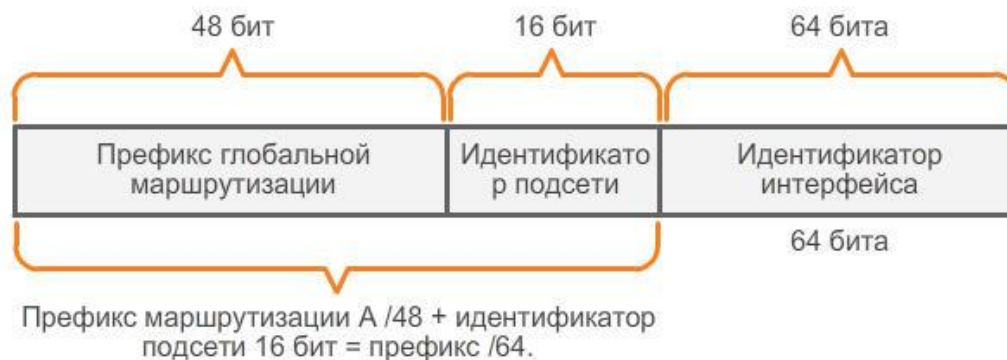 48 бит
16 бит
64 бита
Префикс глобальной
маршрутизации
Идентификато
р подсети
Идентификатор
интерфейса
64 бита
Префикс маршрутизации A /48 + идентификатор
подсети 16 бит = префикс /64.